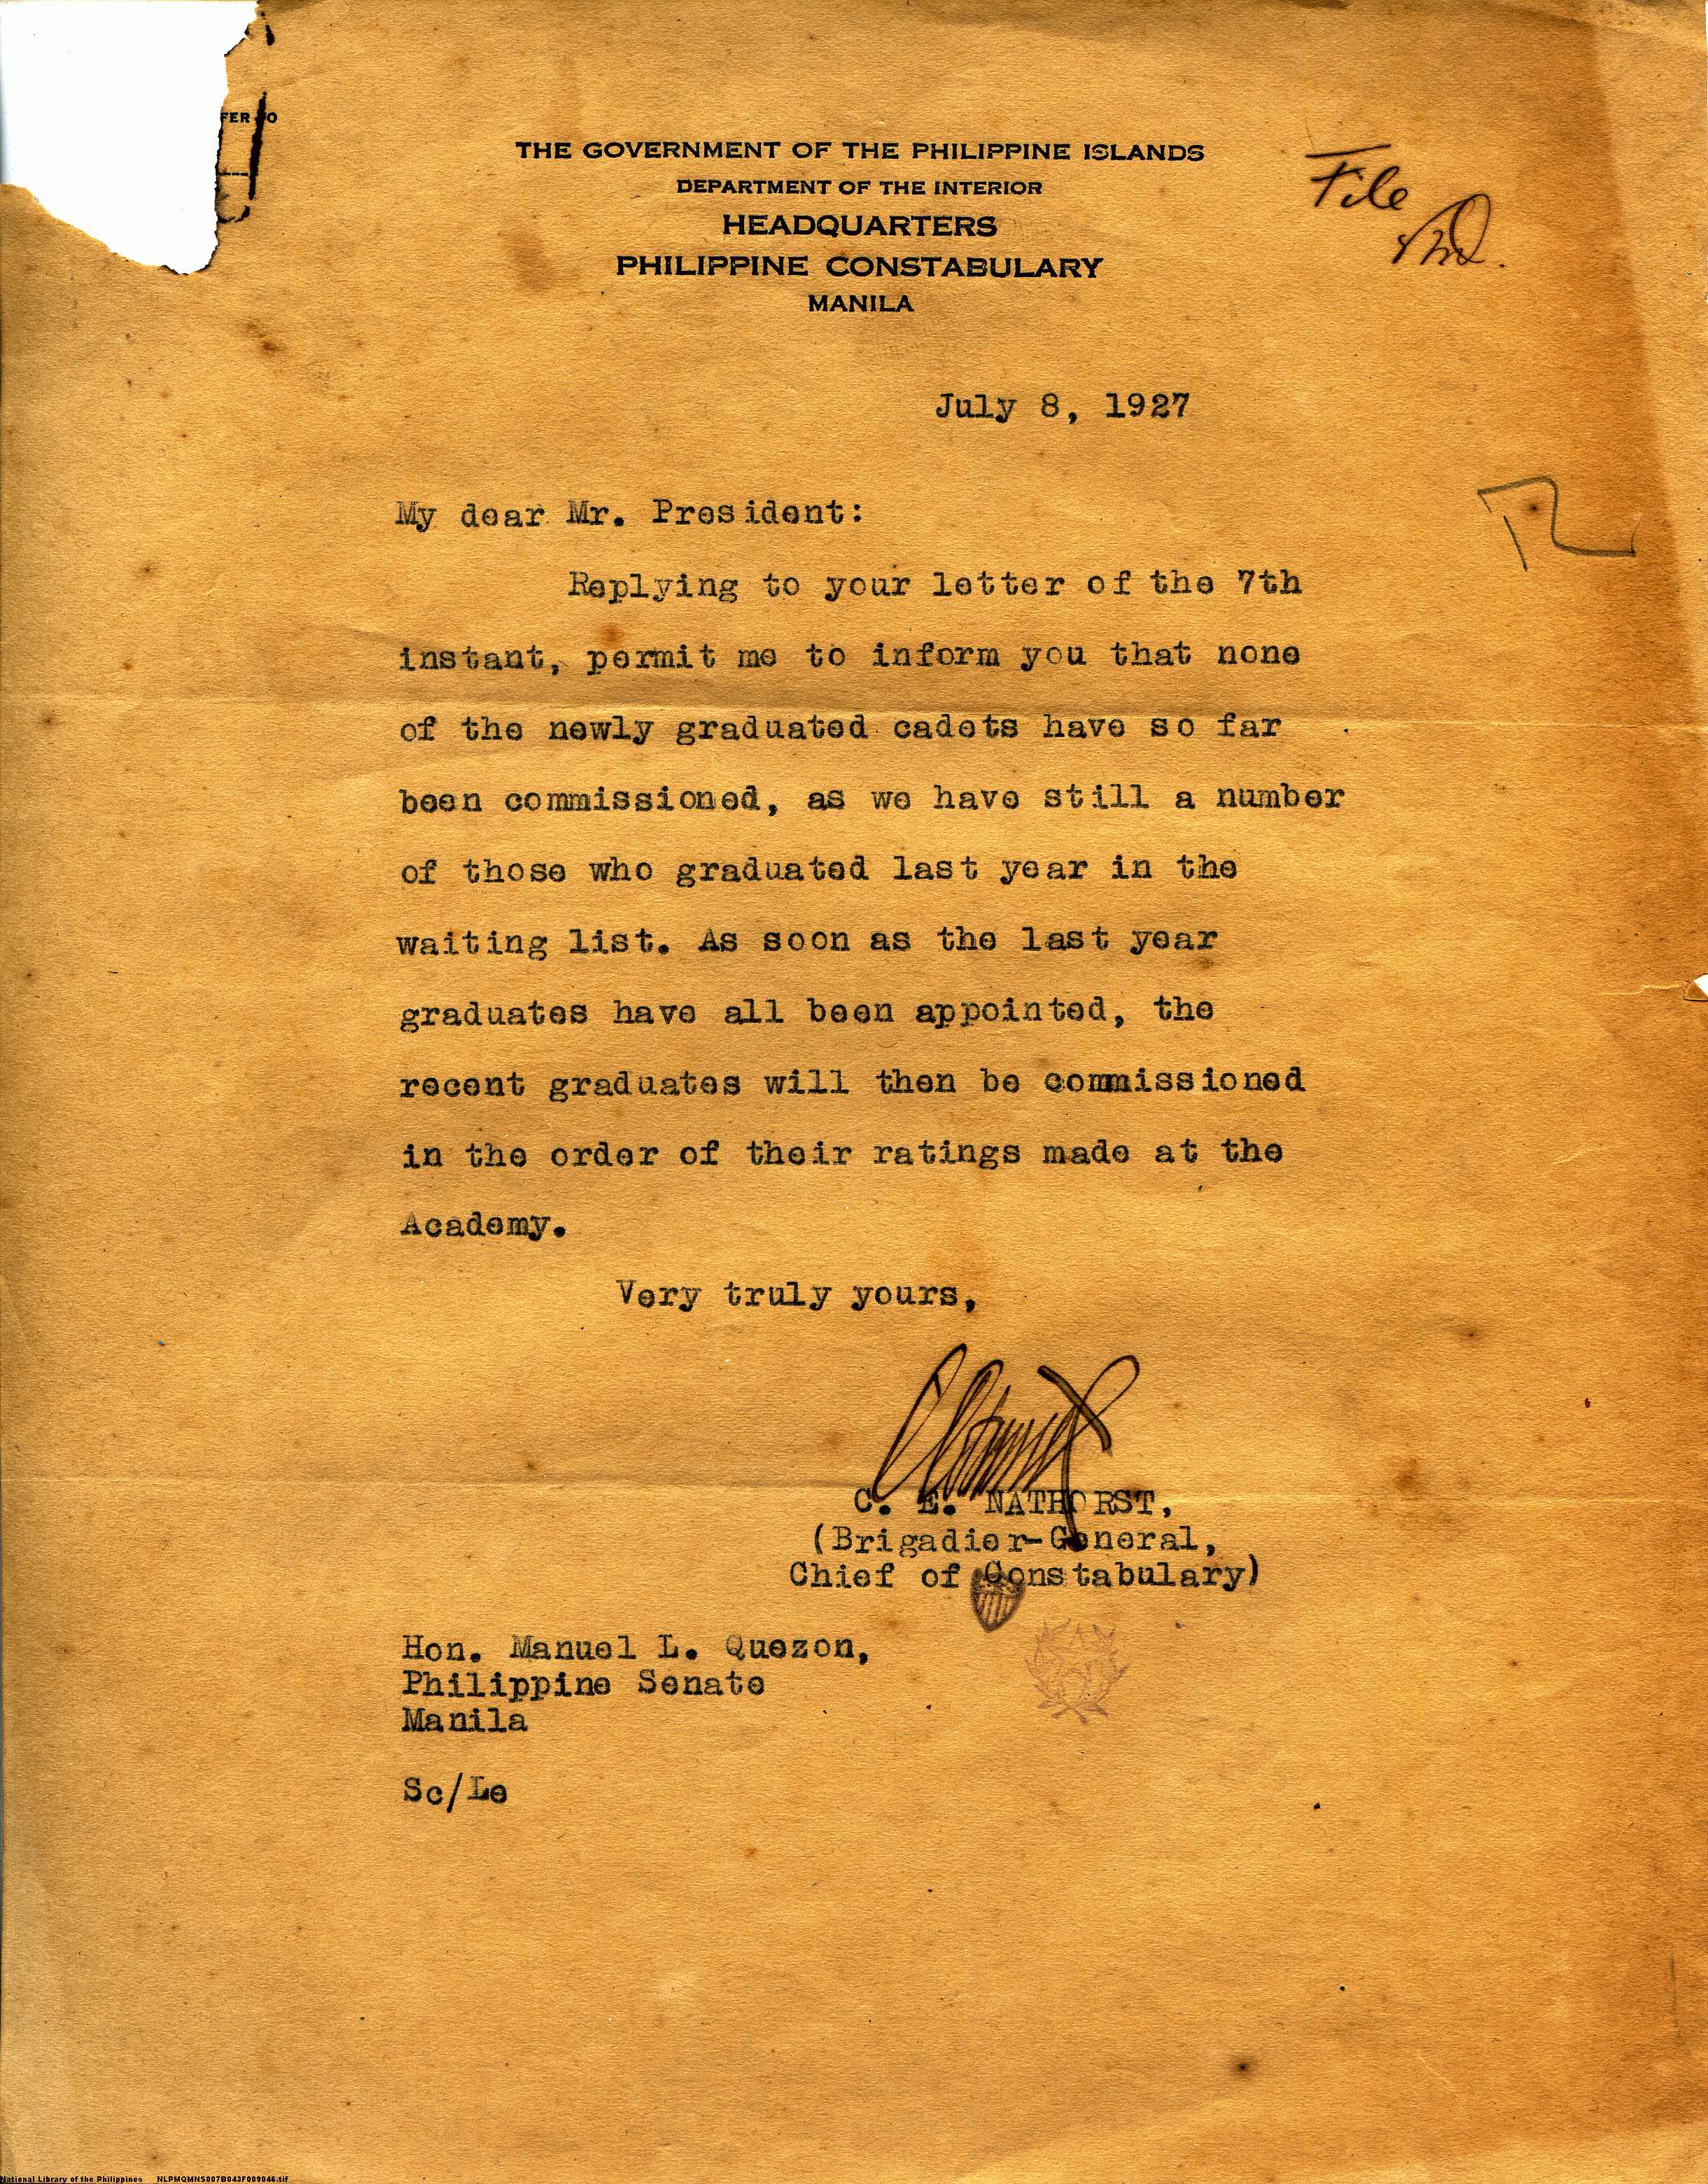 FER TO
THE GOVERNMENT OF THE PHILIPPINE ISLANDS
DEPARTMENT OF THE INTERIOR
HEADQUARTERS
PHILIPPINE CONSTABULARY
MANILA
File
July 8, 1927
My dear Mr. President:
Replying to your letter of the 7th
instant, permit me to inform you that none
of the newly graduated cadets have so far
been commissioned, as we have still a number
of those who graduated last year in the
waiting list. As soon as the last year
graduates have all been appointed, the
recent graduates will then be commissioned
in the order of their ratings made at the
Academy.
Very truly yours,
C. E. NATHORST,
(Brigadier-General,
Chief of Constabulary)
Hon. Manuel L. Quezon,
Philippine Senate
Manila
Sc/Le
National Library of the Philippines NLPMQMNS007B043F009046.tif